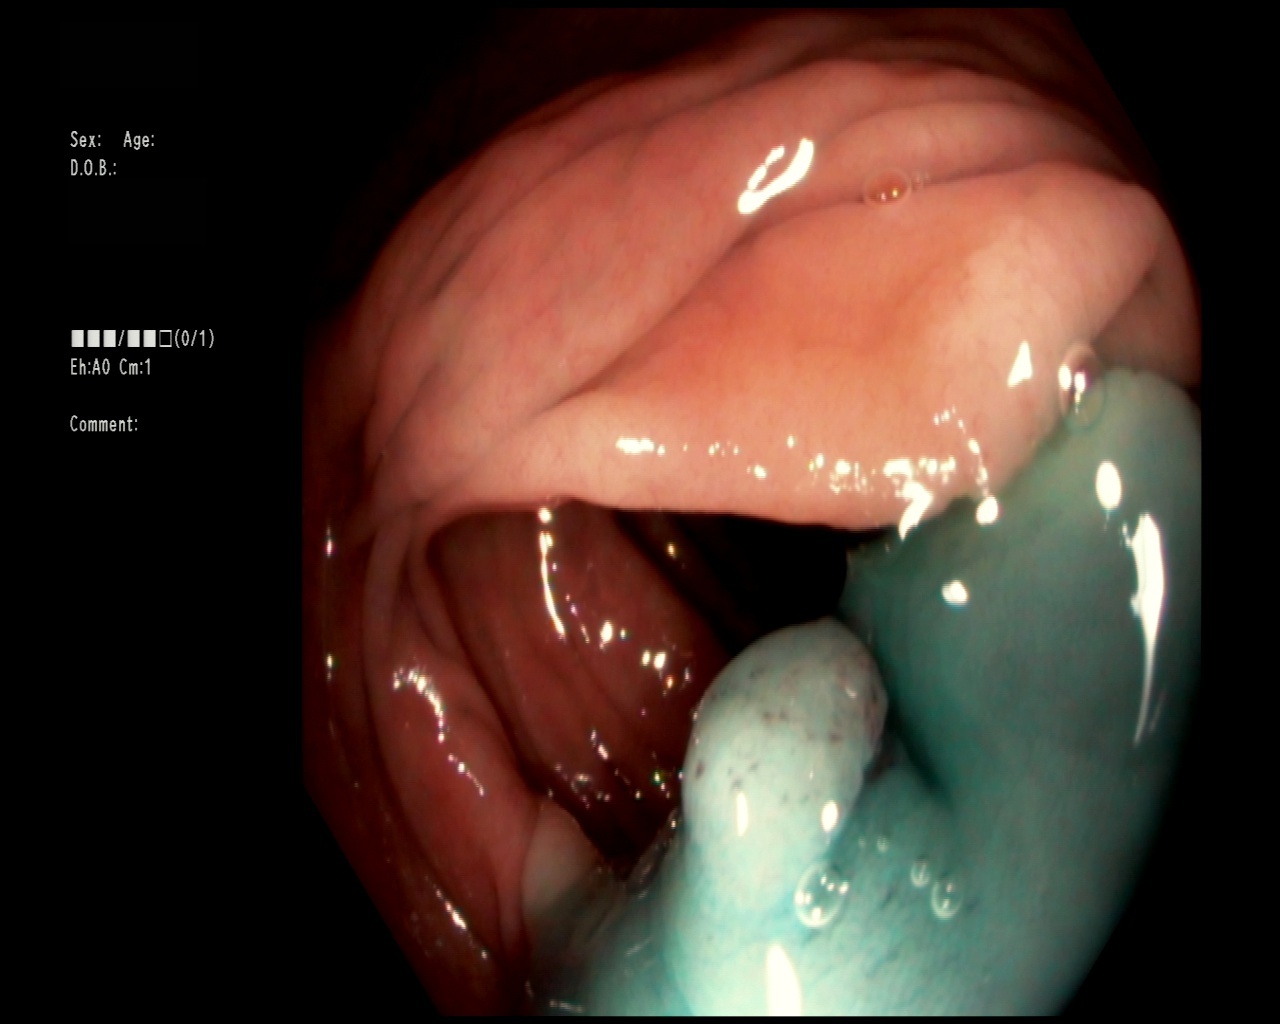 Sex: Age:
D.O.B.:
■■■/■■□(0/1)
Eh:A0 Cm:1
Comment: